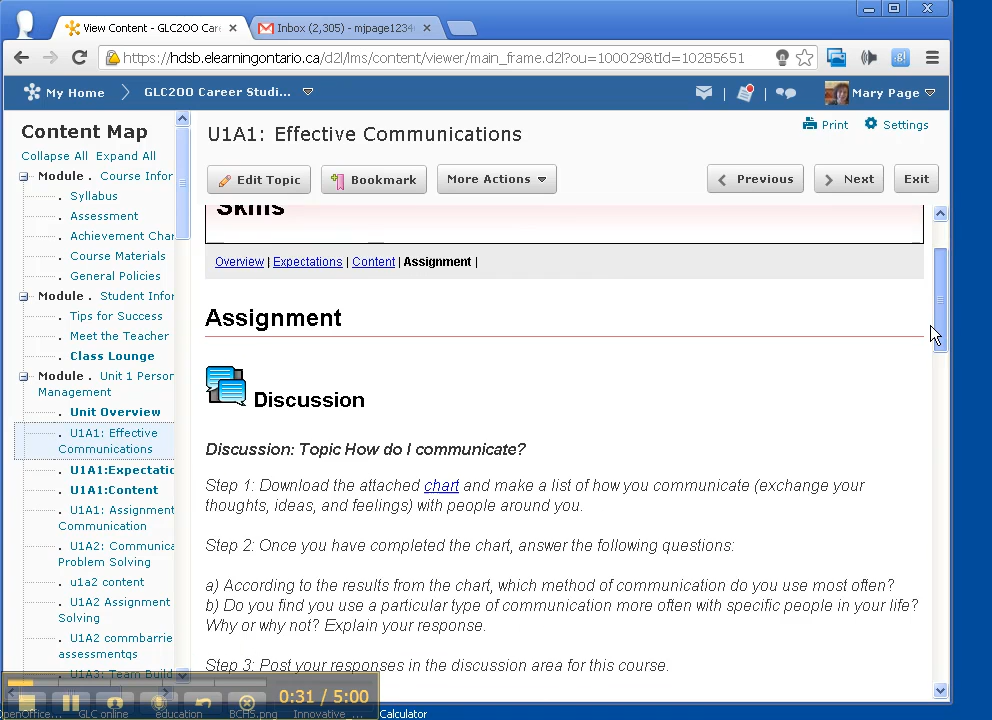 View Content - GLC2OO Car
Inbox (2,305) - mjpage1234
https://hdsb.elearningontario.ca/d2l/lms/content/viewer/main_frame.d2l?ou=100029&tId=10285651
My Home
GLC2OO Career Studi...
Mary Page
Content Map
Collapse All Expand All
Module . Course Infor
Syllabus
Assessment
Achievement Char
Course Materials
General Policies
Module . Student Infor
Tips for Success
Meet the Teacher
Class Lounge
Module . Unit 1 Person
Management
Unit Overview
U1A1: Effective
Communications
U1A1:Expectatic
U1A1:Content
U1A1: Assignment
Communication
U1A2: Communica
Problem Solving
u1a2 content
U1A2 Assignment
Solving
U1A2 commbarrie
assessmentqs
U1A3: Team Build
U1A1: Effective Communications
Print
Settings
Edit Topic
Bookmark
More Actions
Previous
Next
Exit
Skills
Overview | Expectations | Content | Assignment |
Assignment
Discussion
Discussion: Topic How do I communicate?
Step 1: Download the attached chart and make a list of how you communicate (exchange your
thoughts, ideas, and feelings) with people around you.
Step 2: Once you have completed the chart, answer the following questions:
a) According to the results from the chart, which method of communication do you use most often?
b) Do you find you use a particular type of communication more often with specific people in your life?
Why or why not? Explain your response.
Step 3: Post your responses in the discussion area for this course.
0:31 / 5:00
OpenOffice...
GLC online
education
BCHS.png
Innovative_...
Calculator